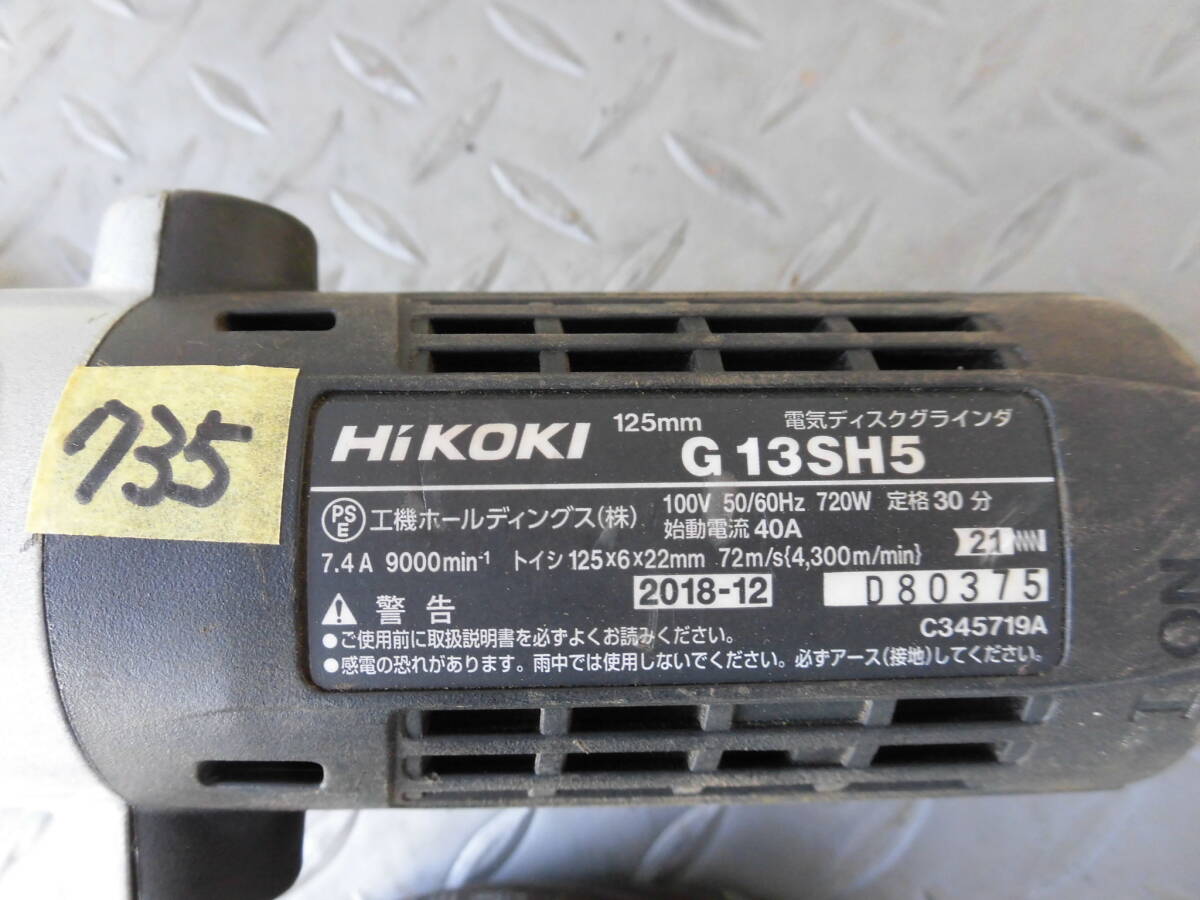 735
HiKOKI 125mm 電気ディスクグラインダ
G 13SH5
PSE 工機ホールディングス(株) 100V 50/60Hz 720W 定格 30 分
始動電流 40A
7.4 A 9000min-1 トイシ 125×6×22mm 72m/s{4,300m/min} 21
2018-12 D80375
警告 C345719A
●ご使用前に取扱説明書を必ずよくお読みください。
●感電の恐れがあります。雨中では使用しないでください。必ずアース(接地)してください。
ON